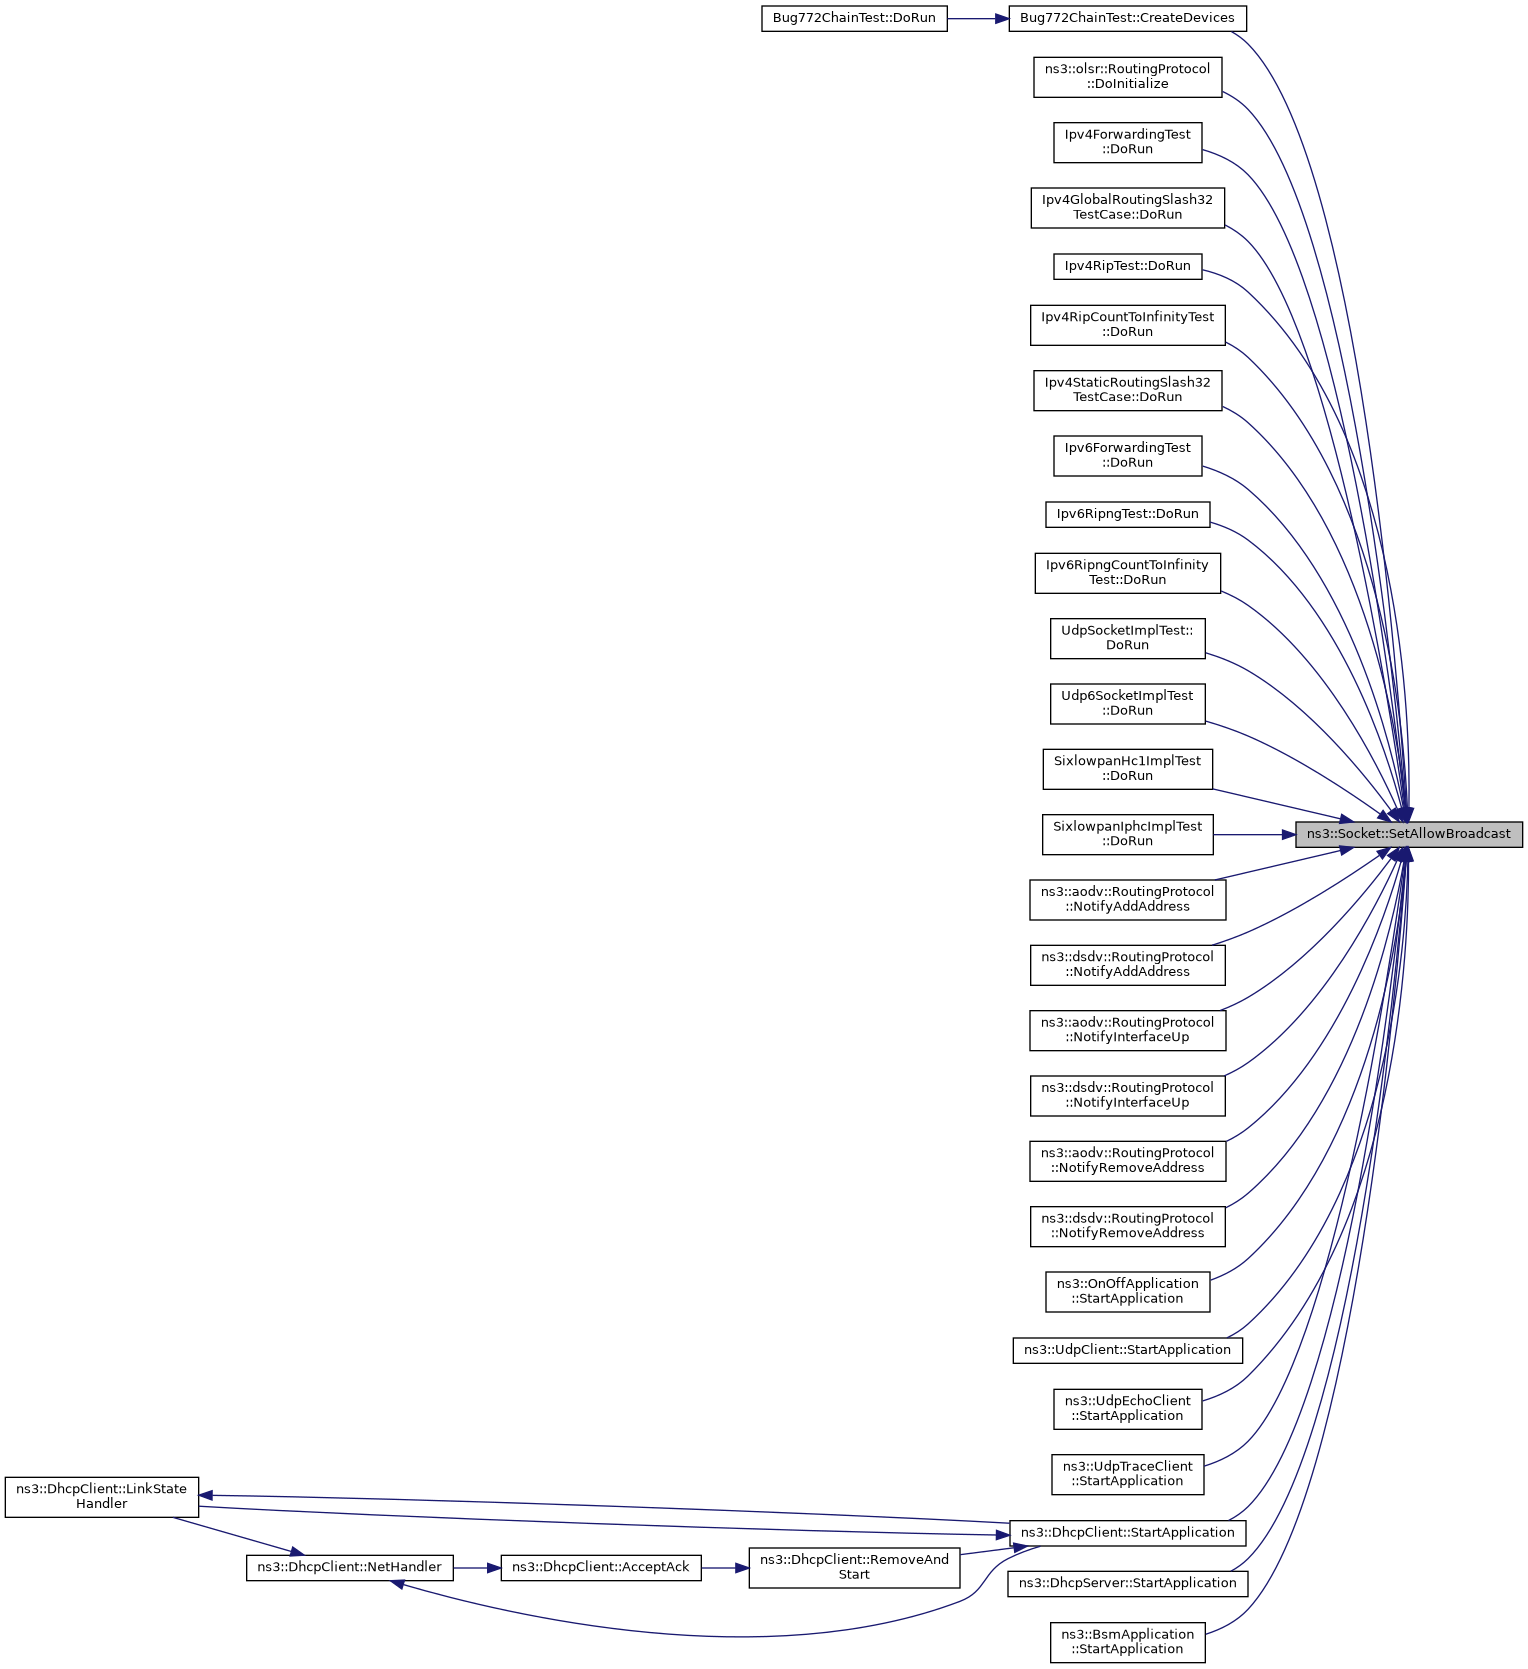 Bug772ChainTest::DoRun
Bug772ChainTest::CreateDevices
ns3::olsr::RoutingProtocol
::DoInitialize
Ipv4ForwardingTest
::DoRun
Ipv4GlobalRoutingSlash32
TestCase::DoRun
Ipv4RipTest::DoRun
Ipv4RipCountToInfinityTest
::DoRun
Ipv4StaticRoutingSlash32
TestCase::DoRun
Ipv6ForwardingTest
::DoRun
Ipv6RipngTest::DoRun
Ipv6RipngCountToInfinity
Test::DoRun
UdpSocketImplTest::
DoRun
Udp6SocketImplTest
::DoRun
SixlowpanHc1ImplTest
::DoRun
ns3::Socket::SetAllowBroadcast
SixlowpanIphcImplTest
::DoRun
ns3::aodv::RoutingProtocol
::NotifyAddAddress
ns3::dsdv::RoutingProtocol
::NotifyAddAddress
ns3::aodv::RoutingProtocol
::NotifyInterfaceUp
ns3::dsdv::RoutingProtocol
::NotifyInterfaceUp
ns3::aodv::RoutingProtocol
::NotifyRemoveAddress
ns3::dsdv::RoutingProtocol
::NotifyRemoveAddress
ns3::OnOffApplication
::StartApplication
ns3::UdpClient::StartApplication
ns3::UdpEchoClient
::StartApplication
ns3::UdpTraceClient
::StartApplication
ns3::DhcpClient::LinkState
Handler
ns3::DhcpClient::StartApplication
ns3::DhcpClient::NetHandler
ns3::DhcpClient::AcceptAck
ns3::DhcpClient::RemoveAnd
Start
ns3::DhcpServer::StartApplication
ns3::BsmApplication
::StartApplication